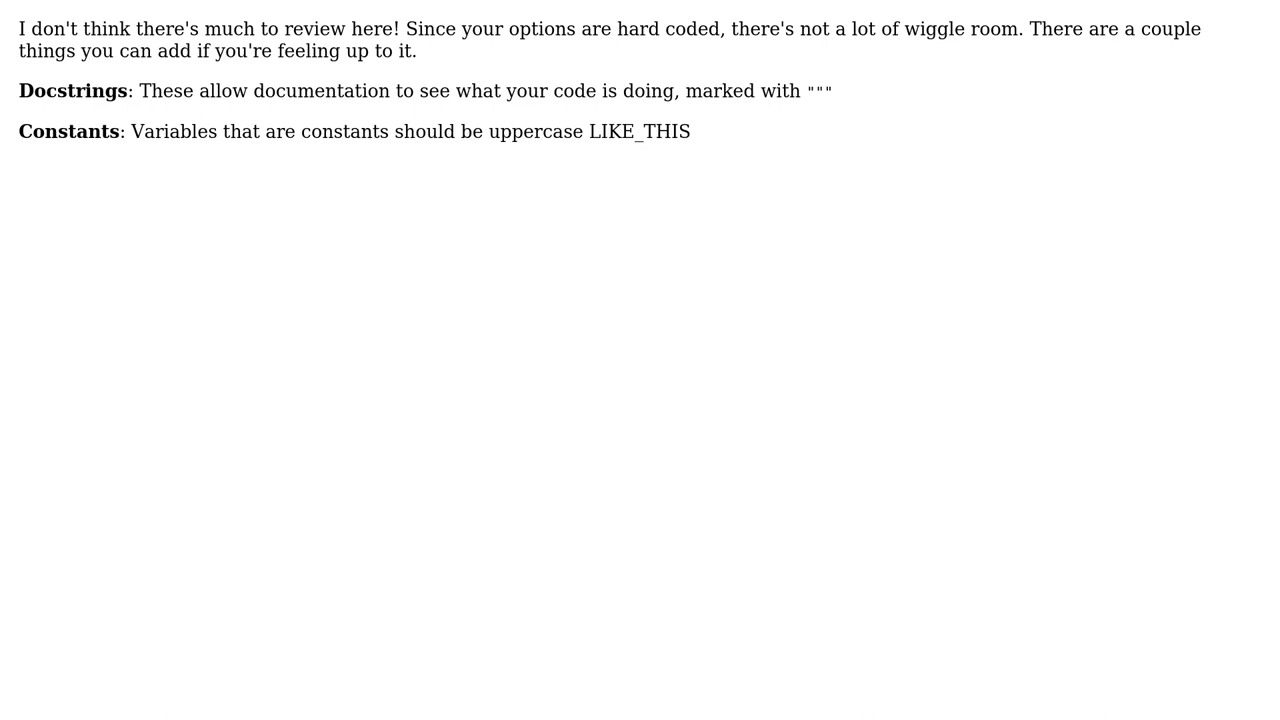 I don't think there's much to review here! Since your options are hard coded, there's not a lot of wiggle room. There are a couple
things you can add if you're feeling up to it.
Docstrings: These allow documentation to see what your code is doing, marked with """
Constants: Variables that are constants should be uppercase LIKE_THIS